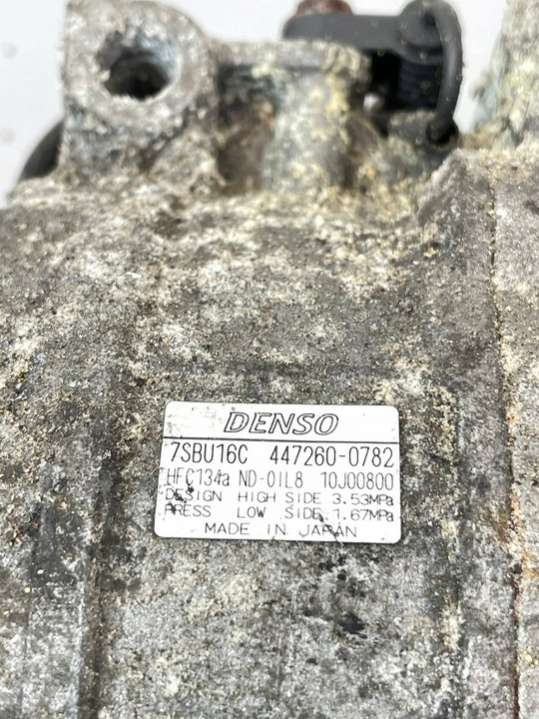 DENSO
7SBU16C 447260-0782
HFC134a ND-OIL8 10J00800
DESIGN HIGH SIDE 3.53MPa
PRESS LOW SIDE 1.67MPa
MADE IN JAPAN